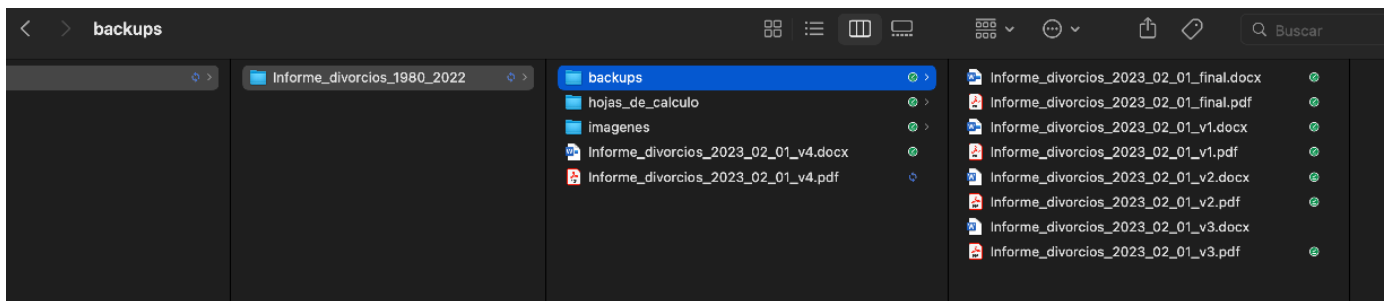 backups
Buscar
Informe_divorcios_1980_2022
backups
hojas_de_calculo
imagenes
Informe_divorcios_2023_02_01_v4.docx
Informe_divorcios_2023_02_01_v4.pdf
Informe_divorcios_2023_02_01_final.docx
Informe_divorcios_2023_02_01_final.pdf
Informe_divorcios_2023_02_01_v1.docx
Informe_divorcios_2023_02_01_v1.pdf
Informe_divorcios_2023_02_01_v2.docx
Informe_divorcios_2023_02_01_v2.pdf
Informe_divorcios_2023_02_01_v3.docx
Informe_divorcios_2023_02_01_v3.pdf